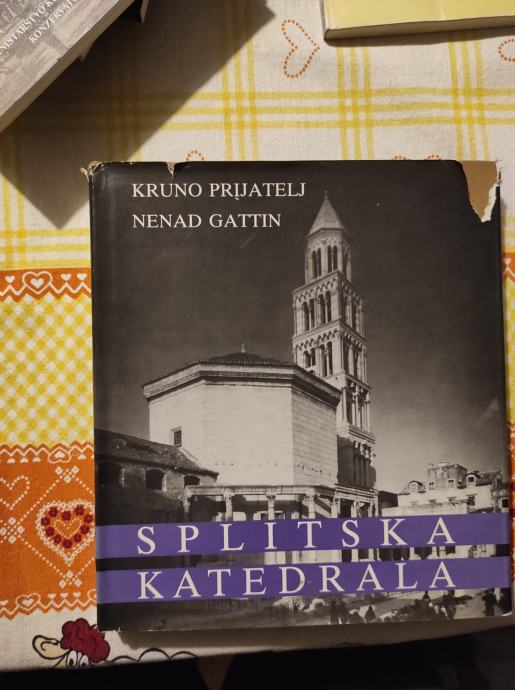 KRUNO PRIJATELJ
NENAD GATTIN
SPLITSKA
KATEDRALA